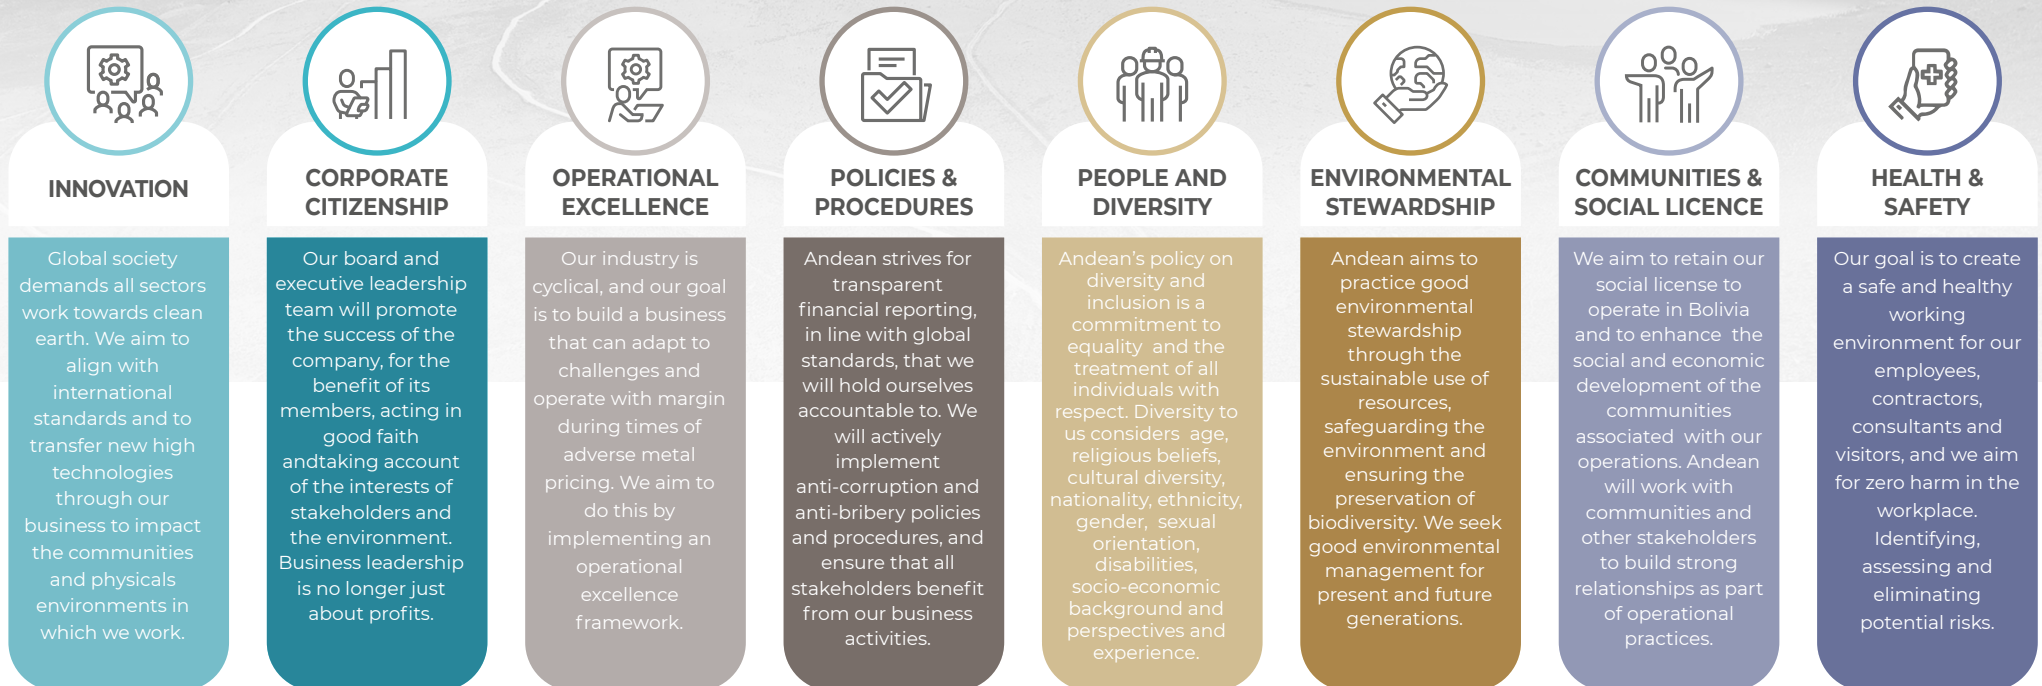 INNOVATION
Global society
demands all sectors
work towards clean
earth. We aim to
align with
international
standards and to
transfer new high
technologies
through our
business to impact
the communities
and physicals
environments in
which we work.
CORPORATE
CITIZENSHIP
Our board and
executive leadership
team will promote
the success of the
company, for the
benefit of its
members, acting in
good faith
andtaking account
of the interests of
stakeholders and
the environment.
Business leadership
is no longer just
about profits.
OPERATIONAL
EXCELLENCE
Our industry is
cyclical, and our goal
is to build a business
that can adapt to
challenges and
operate with margin
during times of
adverse metal
pricing. We aim to
do this by
implementing an
operational
excellence
framework.
POLICIES &
PROCEDURES
Andean strives for
transparent
financial reporting,
in line with global
standards, that we
will hold ourselves
accountable to. We
will actively
implement
anti-corruption and
anti-bribery policies
and procedures, and
ensure that all
stakeholders benefit
from our business
activities.
PEOPLE AND
DIVERSITY
Andean's policy on
diversity and
inclusion is a
commitment to
equality and the
treatment of all
individuals with
respect. Diversity to
us considers age,
religious beliefs,
cultural diversity,
nationality, ethnicity,
gender, sexual
orientation,
disabilities,
socio-economic
background and
perspectives and
experience.
ENVIRONMENTAL
STEWARDSHIP
Andean aims to
practice good
environmental
stewardship
through the
sustainable use of
resources,
safeguarding the
environment and
ensuring the
preservation of
biodiversity. We seek
good environmental
management for
present and future
generations.
COMMUNITIES &
SOCIAL LICENCE
We aim to retain our
social license to
operate in Bolivia
and to enhance the
social and economic
development of the
communities
associated with our
operations. Andean
will work with
communities and
other stakeholders
to build strong
relationships as part
of operational
practices.
HEALTH &
SAFETY
Our goal is to create
a safe and healthy
working
environment for our
employees,
contractors,
consultants and
visitors, and we aim
for zero harm in the
workplace.
Identifying,
assessing and
eliminating
potential risks.